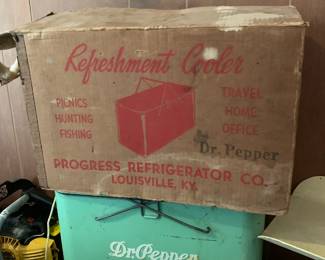 Refreshment Cooler
PICNICS
HUNTING
FISHING
TRAVEL
HOME
OFFICE
Dr. Pepper
PROGRESS REFRIGERATOR CO.
LOUISVILLE, KY.
Dr. Pepper